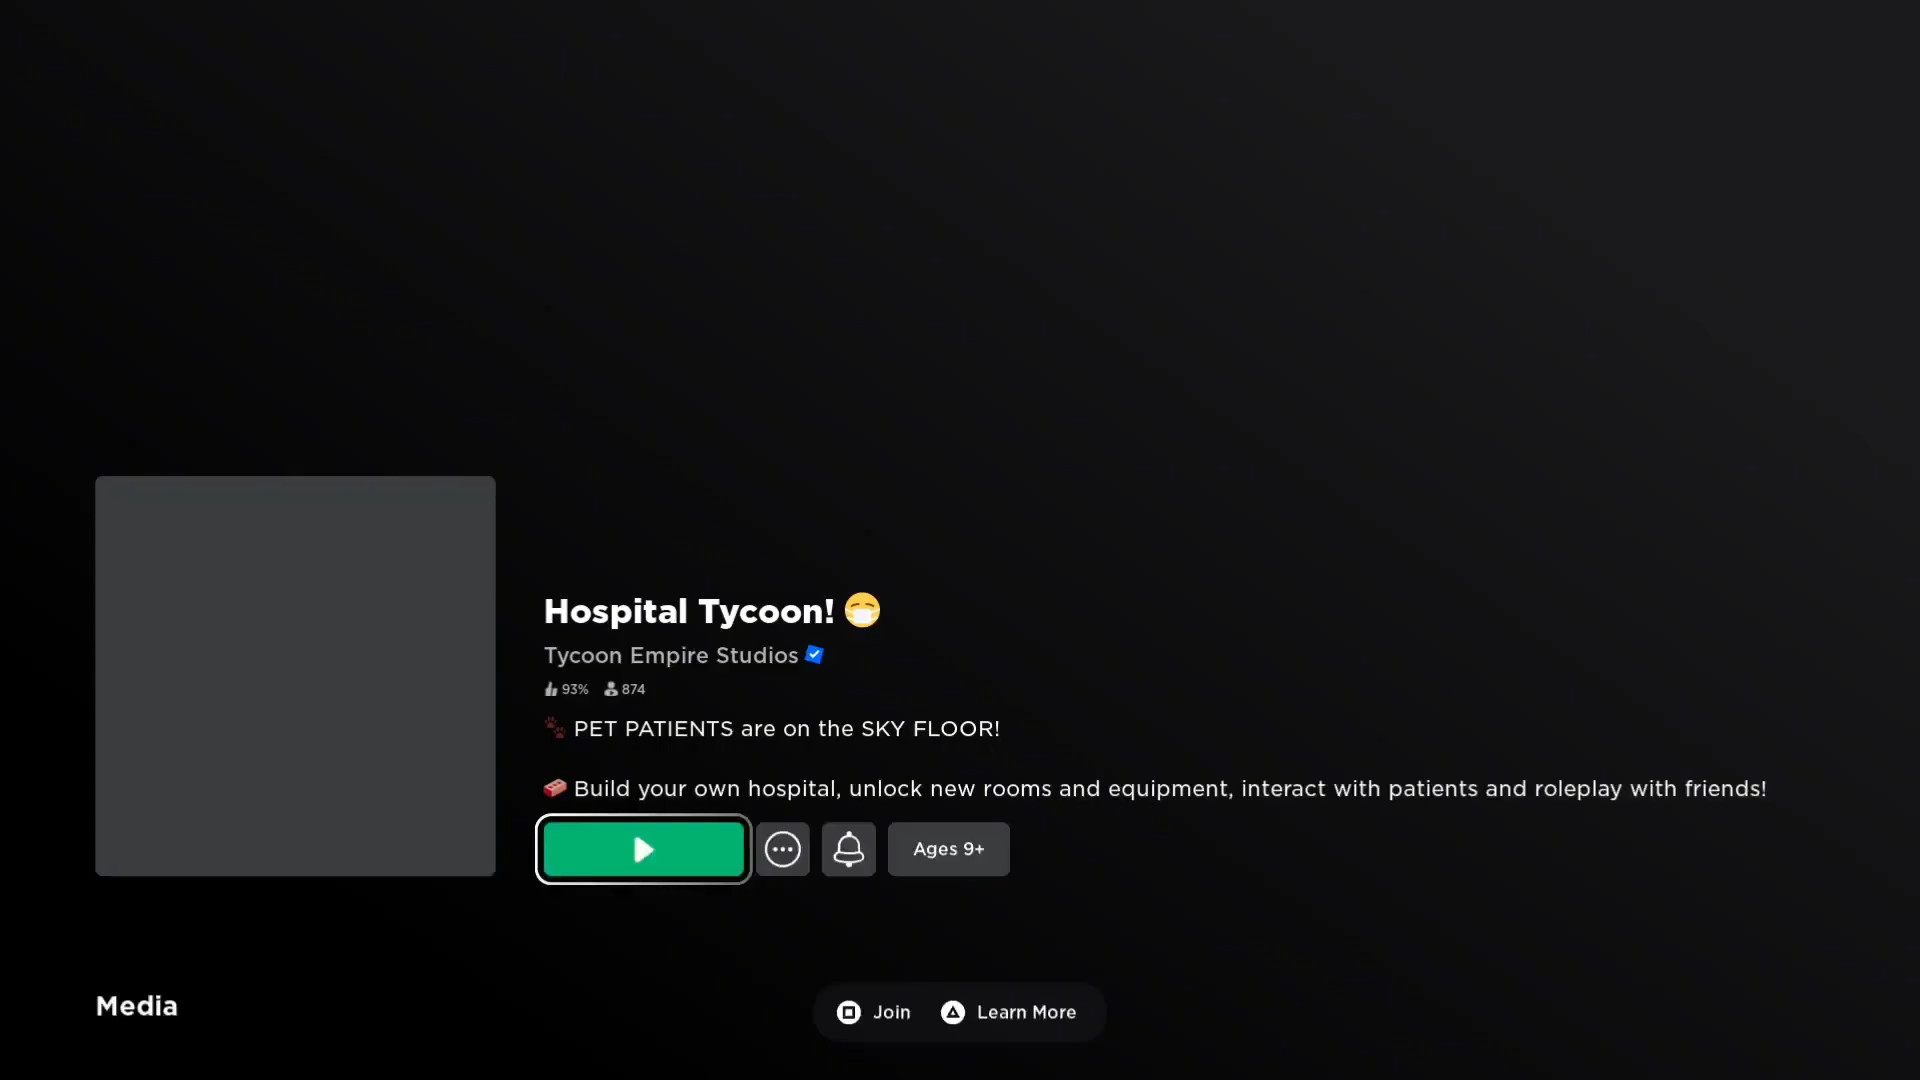 Hospital Tycoon! 😷
Tycoon Empire Studios
93% 874
🐾 PET PATIENTS are on the SKY FLOOR!
🧱 Build your own hospital, unlock new rooms and equipment, interact with patients and roleplay with friends!
Ages 9+
Media
Join Learn More